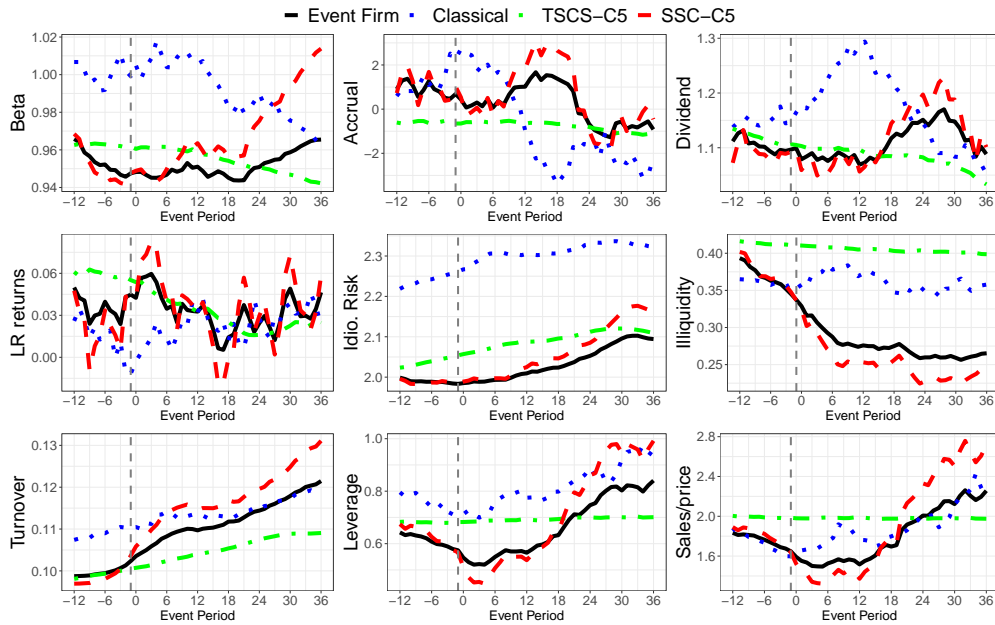 Event Firm Classical TSCS−C5 SSC−C5
Beta
1.02
1.00
0.98
0.96
0.94
−12 −6 0 6 12 18 24 30 36
Event Period
Accrual
2
0
−2
−12 −6 0 6 12 18 24 30 36
Event Period
Dividend
1.3
1.2
1.1
−12 −6 0 6 12 18 24 30 36
Event Period
LR returns
0.06
0.03
0.00
−12 −6 0 6 12 18 24 30 36
Event Period
Idio. Risk
2.3
2.2
2.1
2.0
−12 −6 0 6 12 18 24 30 36
Event Period
Illiquidity
0.40
0.35
0.30
0.25
−12 −6 0 6 12 18 24 30 36
Event Period
Turnover
0.13
0.12
0.11
0.10
−12 −6 0 6 12 18 24 30 36
Event Period
Leverage
1.0
0.8
0.6
−12 −6 0 6 12 18 24 30 36
Event Period
Sales/price
2.8
2.4
2.0
1.6
−12 −6 0 6 12 18 24 30 36
Event Period